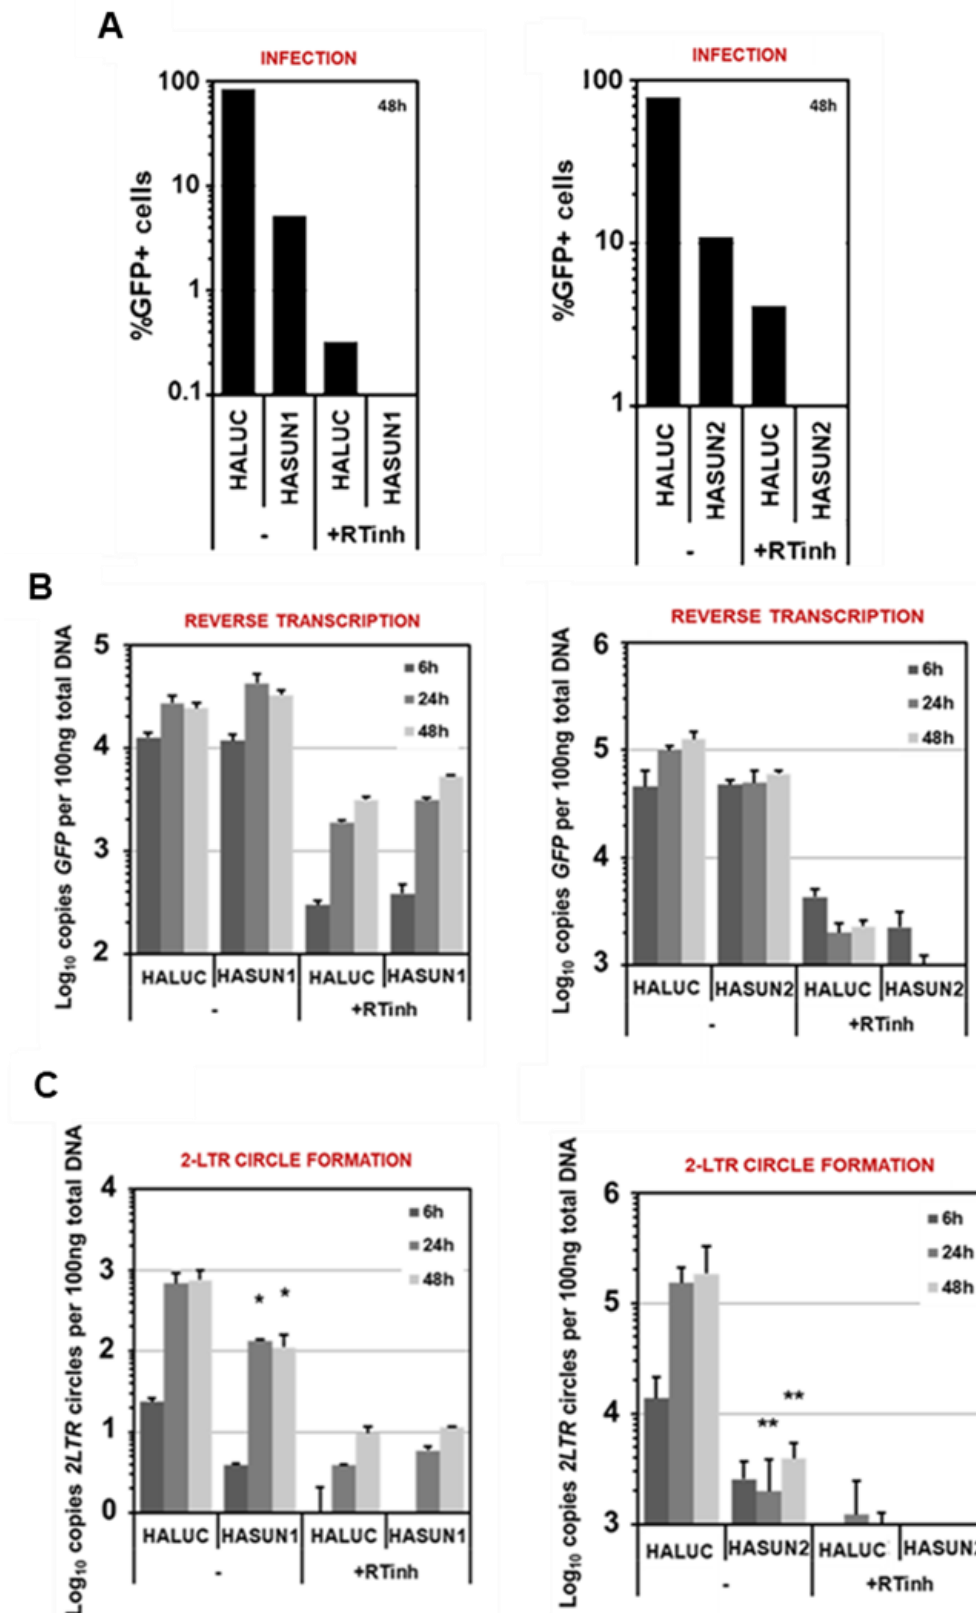 A
INFECTION
48h
%GFP+ cells
100
10
1
0.1
HALUC
HASUN1
HALUC
HASUN1
-
+RTinh
INFECTION
48h
%GFP+ cells
100
10
1
HALUC
HASUN2
HALUC
HASUN2
-
+RTinh
B
REVERSE TRANSCRIPTION
Log10 copies GFP per 100ng total DNA
5
4
3
2
6h
24h
48h
HALUC HASUN1 HALUC HASUN1
- +RTinh
REVERSE TRANSCRIPTION
Log10 copies GFP per 100ng total DNA
6
5
4
3
6h
24h
48h
HALUC HASUN2 HALUC HASUN2
- +RTinh
C
2-LTR CIRCLE FORMATION
Log10 copies 2LTR circles per 100ng total DNA
4
3
2
1
0
6h
24h
48h
* *
HALUC HASUN1 HALUC HASUN1
- +RTinh
2-LTR CIRCLE FORMATION
Log10 copies 2LTR circles per 100ng total DNA
6
5
4
3
6h
24h
48h
** **
HALUC HASUN2 HALUC HASUN2
- +RTinh